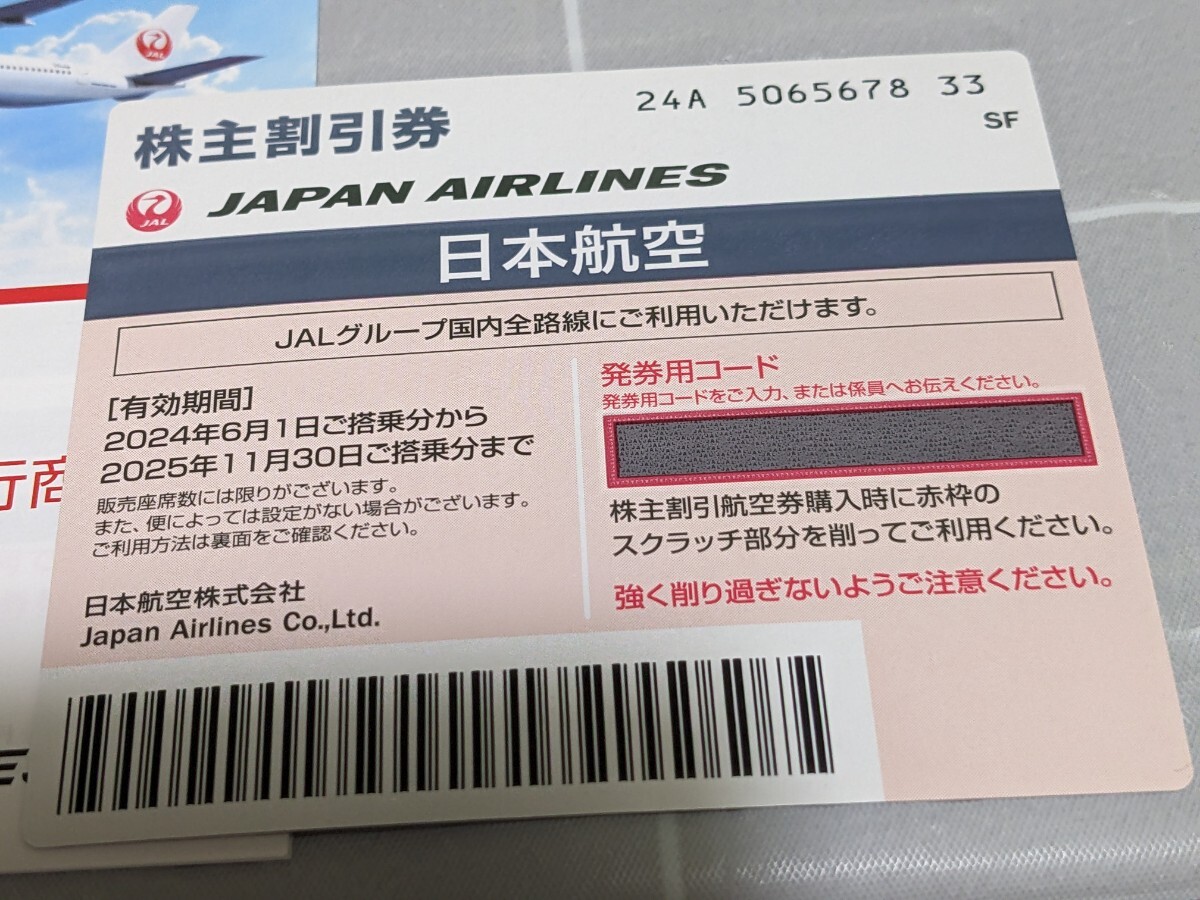 JAL
24A 5065678 33
SF
株主割引券
JAL
JAPAN AIRLINES
日本航空
JALグループ国内全路線にご利用いただけます。
[有効期間]
2024年6月1日ご搭乗分から
2025年11月30日ご搭乗分まで
販売座席数には限りがございます。
また、便によっては設定がない場合がございます。
ご利用方法は裏面をご確認ください。
日本航空株式会社
Japan Airlines Co.,Ltd.
発券用コード
発券用コードをご入力、または係員へお伝えください。
株主割引航空券購入時に赤枠の
スクラッチ部分を削ってご利用ください。
強く削り過ぎないようご注意ください。
行商